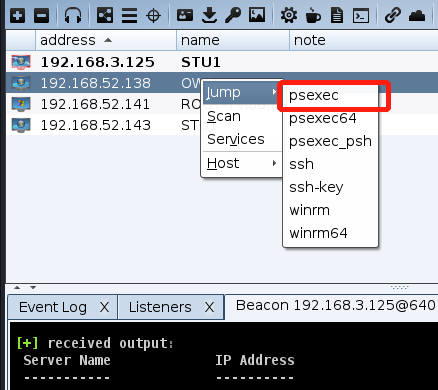 address name note
192.168.3.125 STU1
192.168.52.138 OW
192.168.52.141 RO
192.168.52.143 ST
Jump
Scan
Services
Host
psexec
psexec64
psexec_psh
ssh
ssh-key
winrm
winrm64
Event Log X Listeners X Beacon 192.168.3.125@640
[+] received output:
Server Name IP Address
----------- ----------